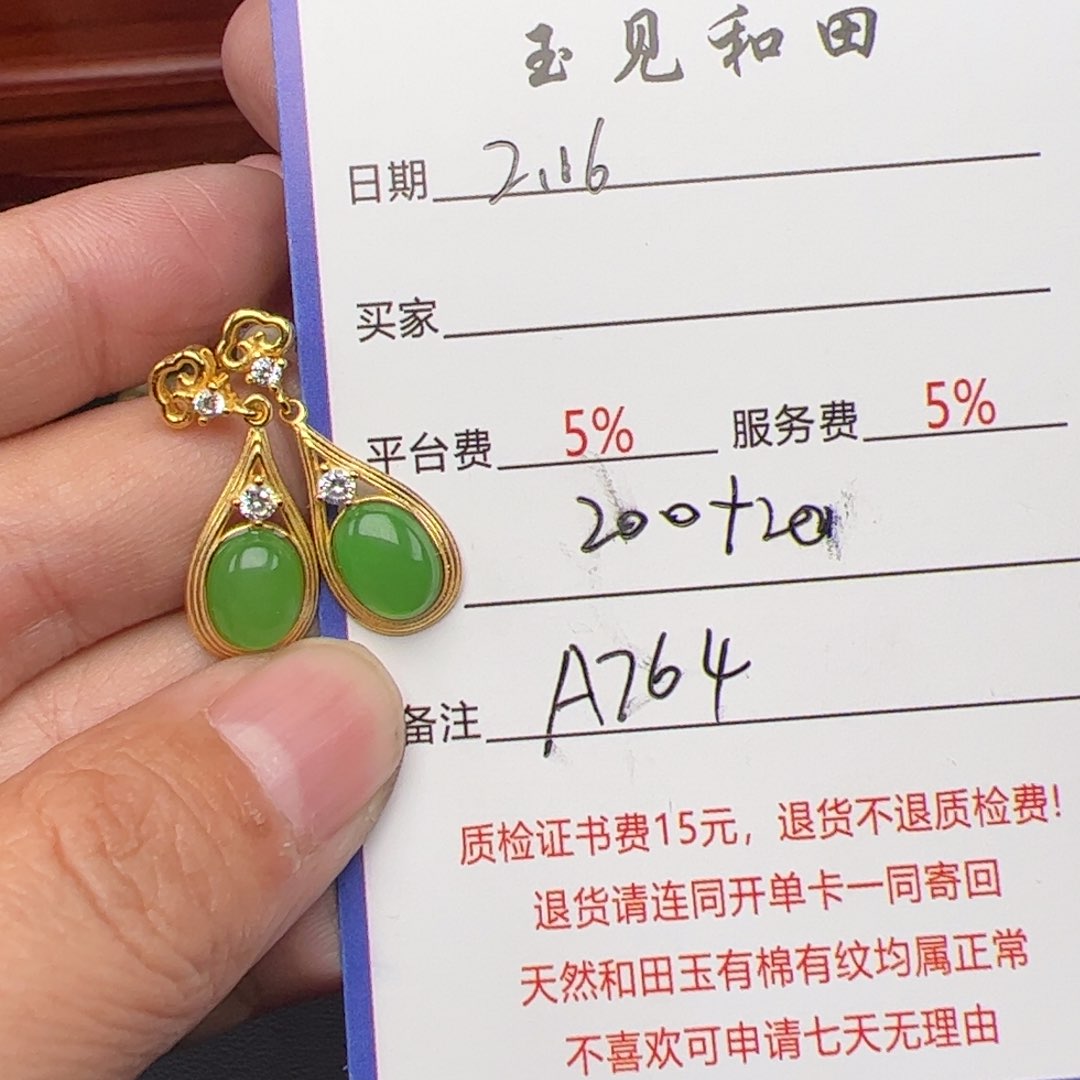 玉见和田
日期 2.16
买家
平台费 5% 服务费 5%
200+20
备注 A764
质检证书费15元，退货不退质检费！
退货请连同开单卡一同寄回
天然和田玉有棉有纹均属正常
不喜欢可申请七天无理由